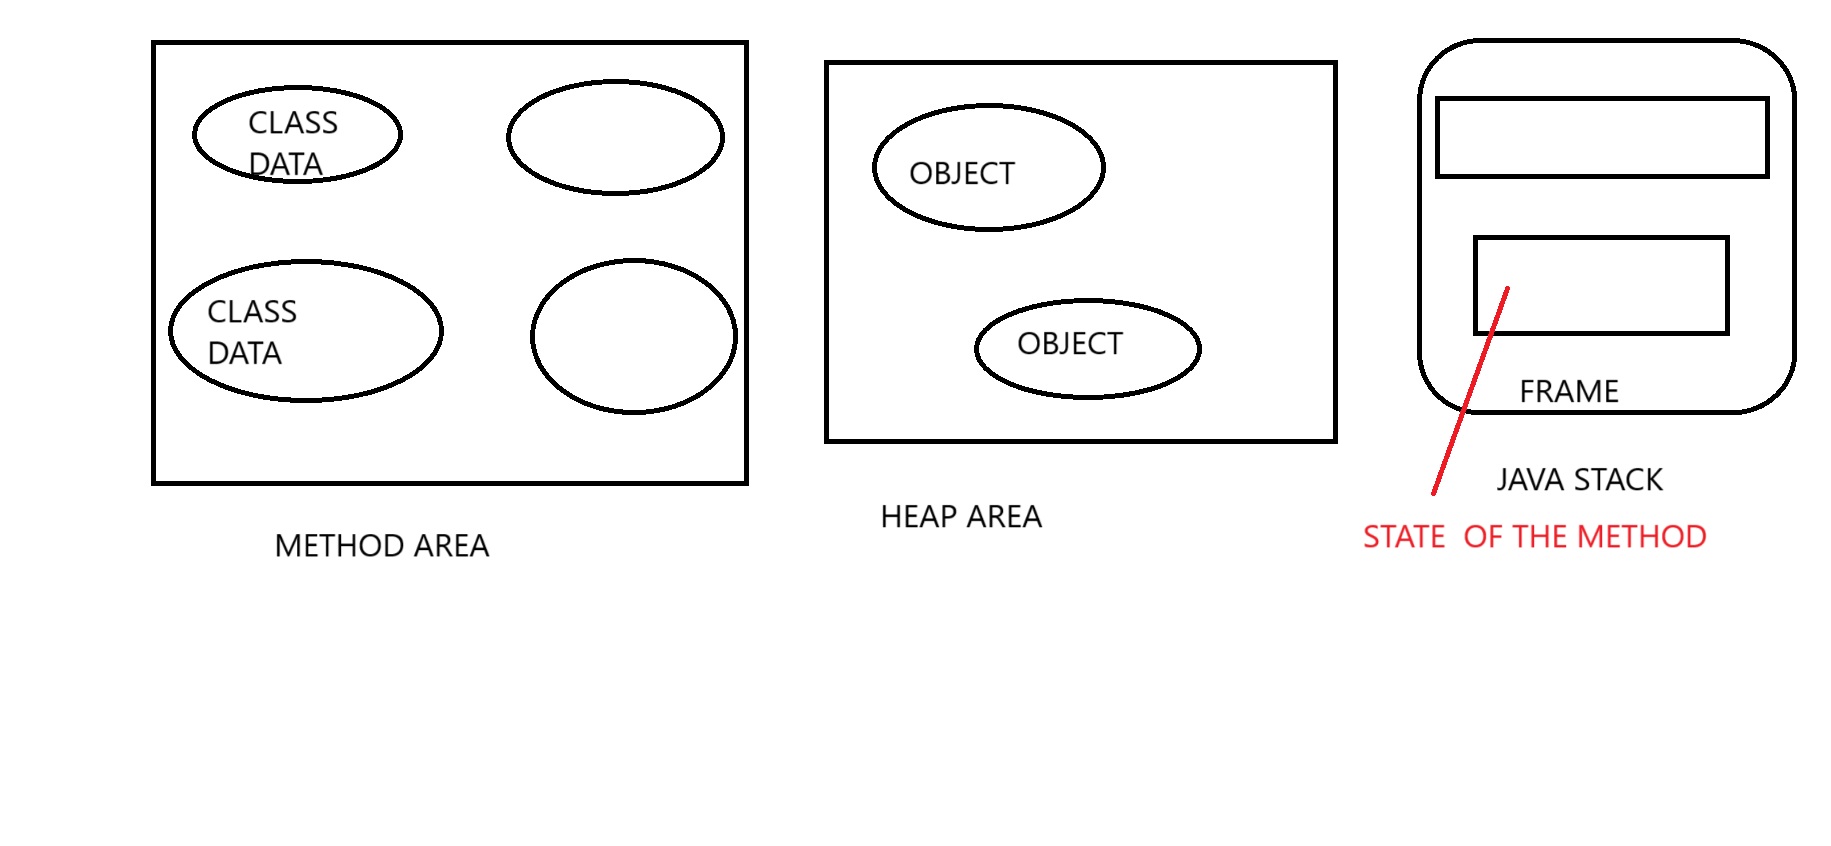 CLASS
DATA
CLASS
DATA
METHOD AREA
OBJECT
OBJECT
HEAP AREA
FRAME
JAVA STACK
STATE  OF THE METHOD